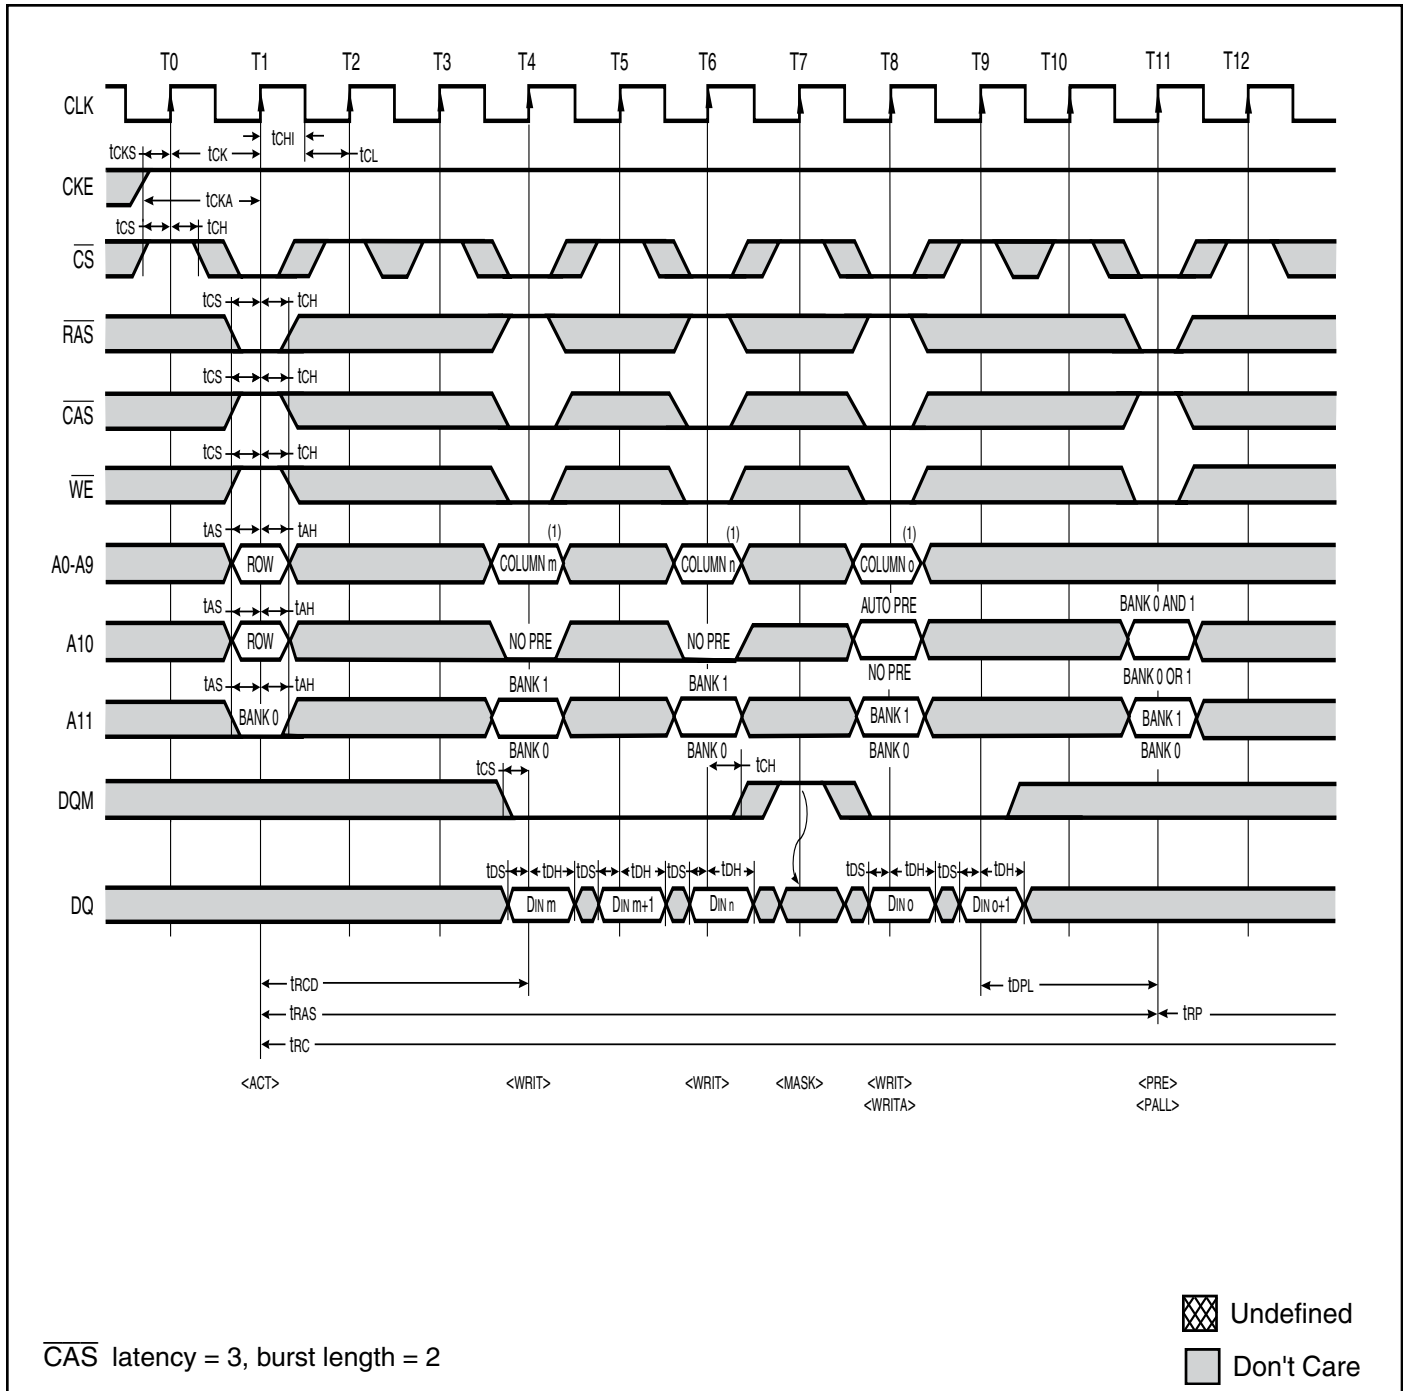 T0 T1 T2 T3 T4 T5 T6 T7 T8 T9 T10 T11 T12
CLK
tCHI
tCKS tCK tCL
CKE
tCKA
tCS tCH
CS
tCS tCH
RAS
tCS tCH
CAS
tCS tCH
WE
tAS tAH (1) (1) (1)
A0-A9 ROW COLUMN m COLUMN n COLUMN o
tAS tAH AUTO PRE BANK 0 AND 1
A10 ROW NO PRE NO PRE
NO PRE BANK 0 OR 1
tAS tAH BANK 1 BANK 1
A11 BANK 0 BANK 1 BANK 1
BANK 0 BANK 0 BANK 0 BANK 0
tCS tCH
DQM
tDS tDH tDS tDH tDS tDH tDS tDH tDS tDH
DQ DIN m DIN m+1 DIN n DIN o DIN o+1
tRCD tDPL
tRAS tRP
tRC
<ACT> <WRIT> <WRIT> <MASK> <WRIT> <PRE>
<WRITA> <PALL>
Undefined
CAS latency = 3, burst length = 2
Don't Care